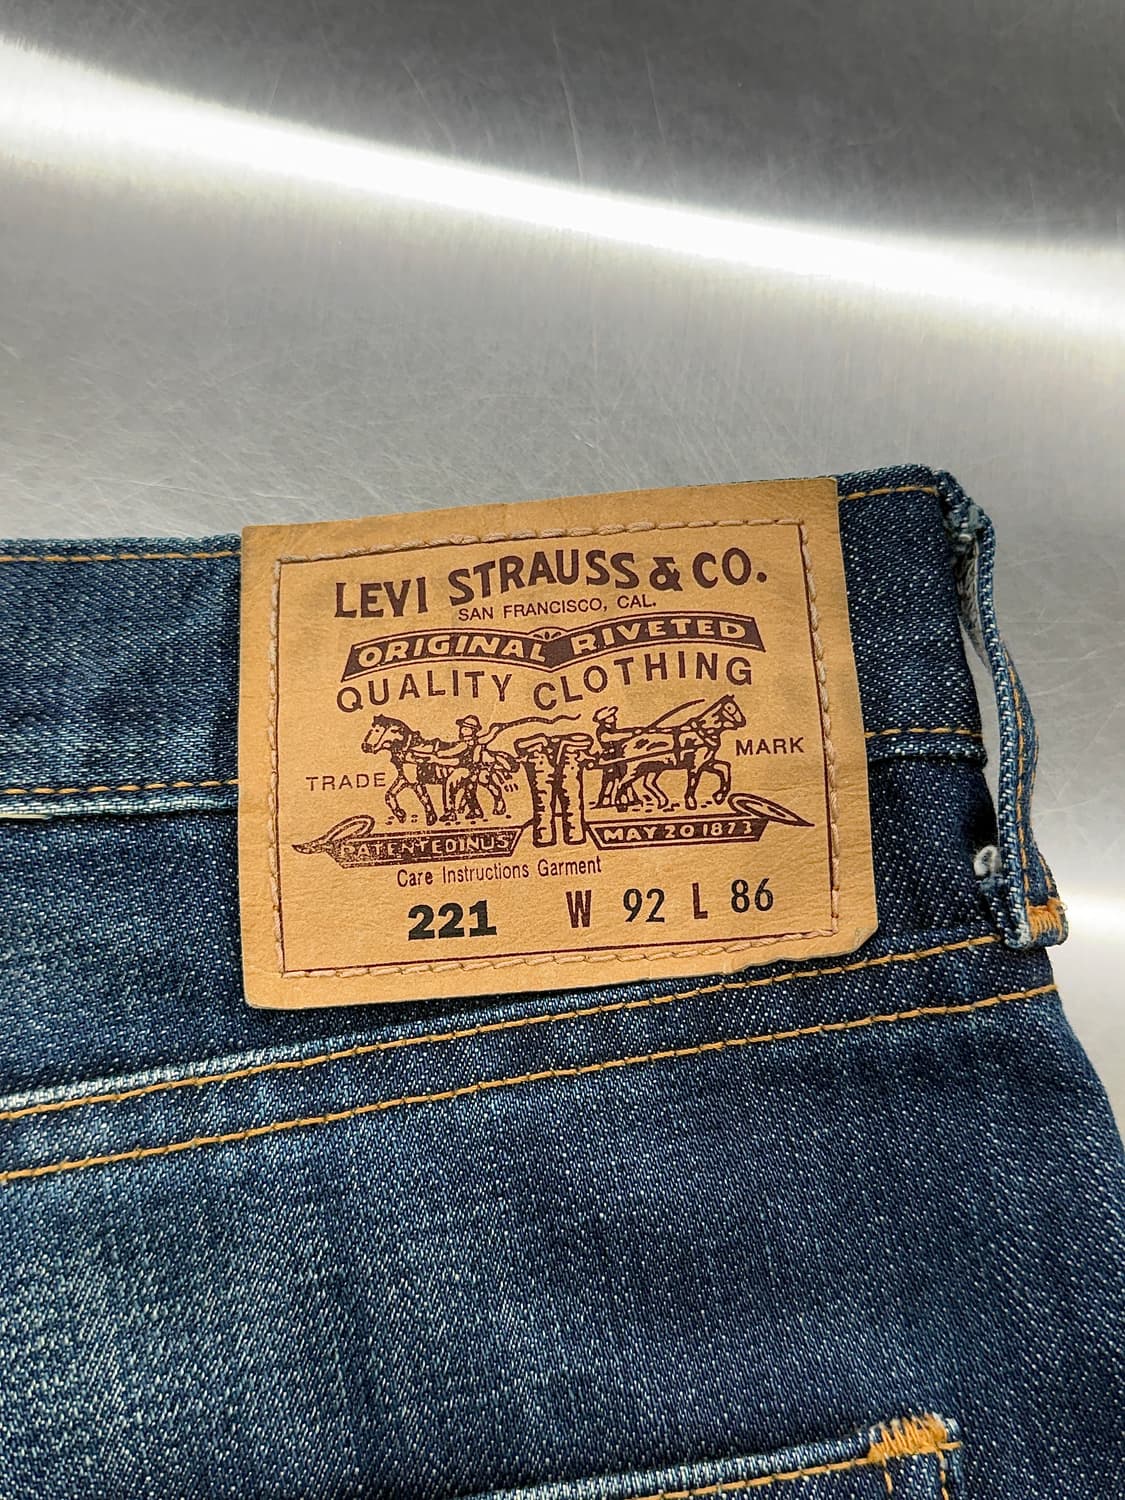 LEVI STRAUSS & CO.
SAN FRANCISCO, CAL.
ORIGINAL RIVETED
QUALITY CLOTHING
TRADE MARK
PATENTED IN US MAY 20 1873
Care Instructions Garment
221 W 92 L 86